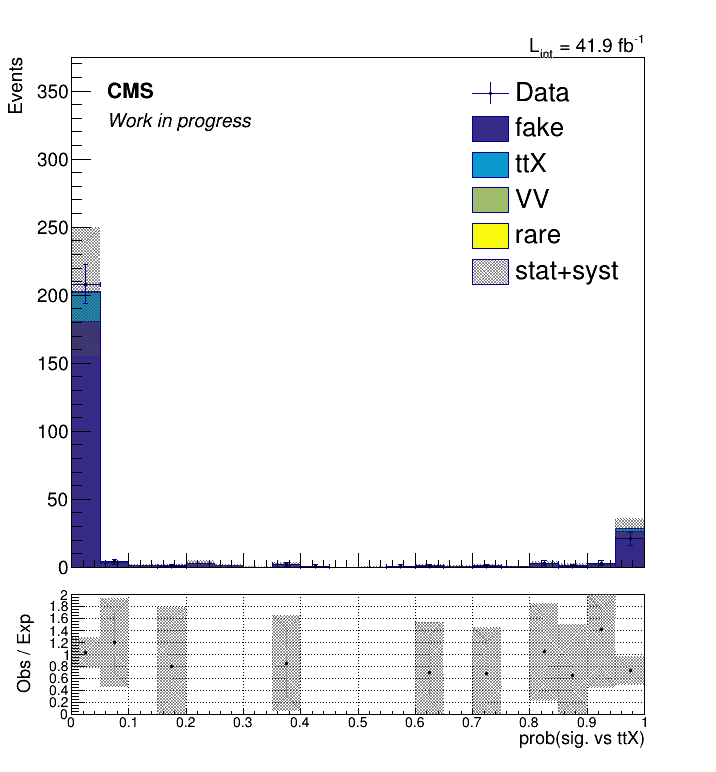 L_int = 41.9 fb^-1
Events
CMS
Work in progress
Data
fake
ttX
VV
rare
stat+syst
350
300
250
200
150
100
50
0
Obs / Exp
2
1.8
1.6
1.4
1.2
1
0.8
0.6
0.4
0.2
0
0 0.1 0.2 0.3 0.4 0.5 0.6 0.7 0.8 0.9 1
prob(sig. vs ttX)